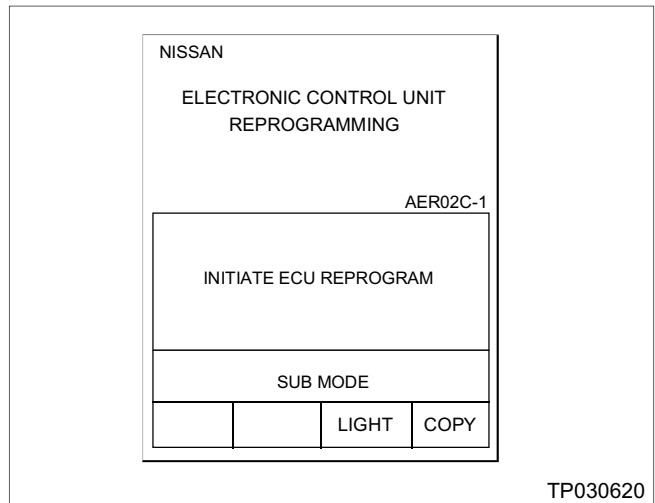 NISSAN
ELECTRONIC CONTROL UNIT
REPROGRAMMING
AER02C-1
INITIATE ECU REPROGRAM
SUB MODE
LIGHT COPY
TP030620